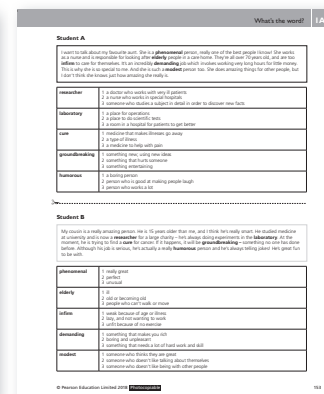 What's the word? 1A
Student A
I want to talk about my favourite aunt. She is a phenomenal person, really one of the best people I know! She works
as a nurse and is responsible for looking after elderly people in a care home. They're all over 70 years old, and are too
infirm to care for themselves. It's an incredibly demanding job which involves working very long hours for little money.
This is why she is so special to me. And she is such a modest person too. She does amazing things for other people, but
I don't think she knows just how amazing she really is.
researcher 1 a doctor who works with very ill patients
2 a nurse who works in special hospitals
3 someone who studies a subject in detail in order to discover new facts
laboratory 1 a place for operations
2 a place to do scientific tests
3 a room in a hospital for patients to get better
cure 1 medicine that makes illnesses go away
2 a type of illness
3 a medicine to help with pain
groundbreaking 1 something new; using new ideas
2 something that hurts someone
3 something entertaining
humorous 1 a boring person
2 person who is good at making people laugh
3 person who works a lot
Student B
My cousin is a really amazing person. He is 15 years older than me, and I think he's really smart. He studied medicine
at university and is now a researcher for a large charity – he's always doing experiments in the laboratory. At the
moment, he is trying to find a cure for cancer. If it happens, it will be groundbreaking – something no one has done
before. Although his job is serious, he's actually a really humorous person and he's always telling jokes! He's great fun
to be with.
phenomenal 1 really great
2 perfect
3 unusual
elderly 1 ill
2 old or becoming old
3 people who can't walk or move
infirm 1 weak because of age or illness
2 lazy, and not wanting to work
3 unfit because of no exercise
demanding 1 something that makes you rich
2 boring and unpleasant
3 something that needs a lot of hard work and skill
modest 1 someone who thinks they are great
2 someone who doesn't like talking about themselves
3 someone who doesn't like being with other people
© Pearson Education Limited 2018 Photocopiable 153